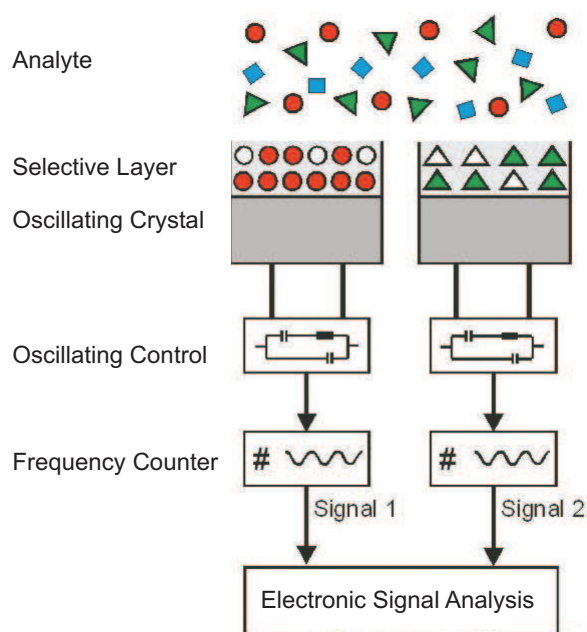 Analyte
Selective Layer
Oscillating Crystal
Oscillating Control
Frequency Counter
# #
Signal 1 Signal 2
Electronic Signal Analysis